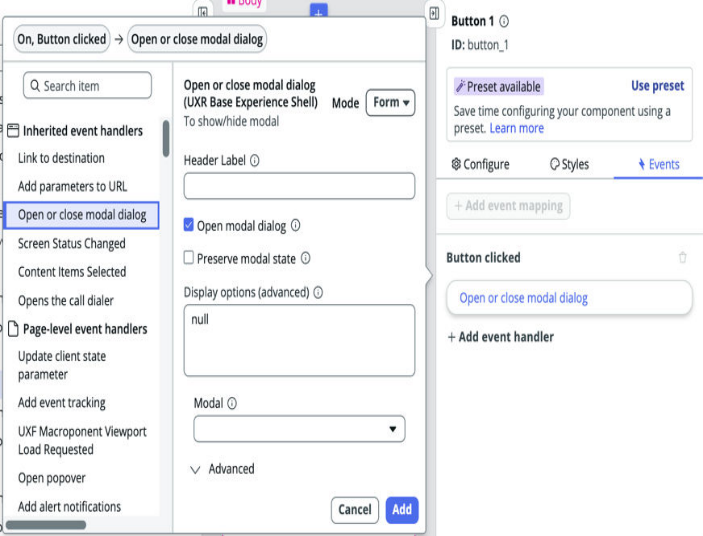 Body
On, Button clicked → Open or close modal dialog
Search item
Inherited event handlers
Link to destination
Add parameters to URL
Open or close modal dialog
Screen Status Changed
Content Items Selected
Opens the call dialer
Page-level event handlers
Update client state
parameter
Add event tracking
UXF Macroponent Viewport
Load Requested
Open popover
Add alert notifications
Open or close modal dialog
(UXR Base Experience Shell)
To show/hide modal
Mode
Form
Header Label
Open modal dialog
Preserve modal state
Display options (advanced)
null
Modal
Advanced
Cancel
Add
Button 1
ID: button_1
Preset available
Use preset
Save time configuring your component using a
preset. Learn more
Configure
Styles
Events
+ Add event mapping
Button clicked
Open or close modal dialog
+ Add event handler